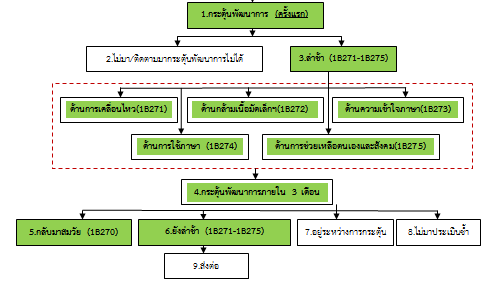 1.กระตุ้นพัฒนาการ (ครั้งแรก)
2.ไม่มา/ติดตามมากระตุ้นพัฒนาการไม่ได้
3.ล่าช้า (1B271-1B275)
ด้านการเคลื่อนไหว(1B271)
ด้านกล้ามเนื้อมัดเล็กฯ(1B272)
ด้านความเข้าใจภาษา(1B273)
ด้านการใช้ภาษา (1B274)
ด้านการช่วยเหลือตนเองและสังคม(1B275)
4.กระตุ้นพัฒนาการภายใน 3 เดือน
5.กลับมาสมวัย (1B270)
6.ยังล่าช้า (1B271-1B275)
7.อยู่ระหว่างการกระตุ้น
8.ไม่มาประเมินซ้ำ
9.ส่งต่อ